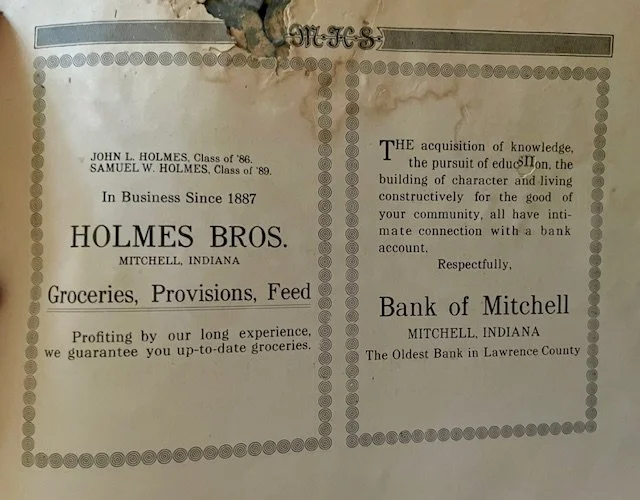 M·H·S·
JOHN L. HOLMES, Class of '86.
SAMUEL W. HOLMES, Class of '89.
In Business Since 1887
HOLMES BROS.
MITCHELL, INDIANA
Groceries, Provisions, Feed
Profiting by our long experience,
we guarantee you up-to-date groceries.
THE acquisition of knowledge,
the pursuit of education, the
building of character and living
constructively for the good of
your community, all have inti-
mate connection with a bank
account.
Respectfully,
Bank of Mitchell
MITCHELL, INDIANA
The Oldest Bank in Lawrence County